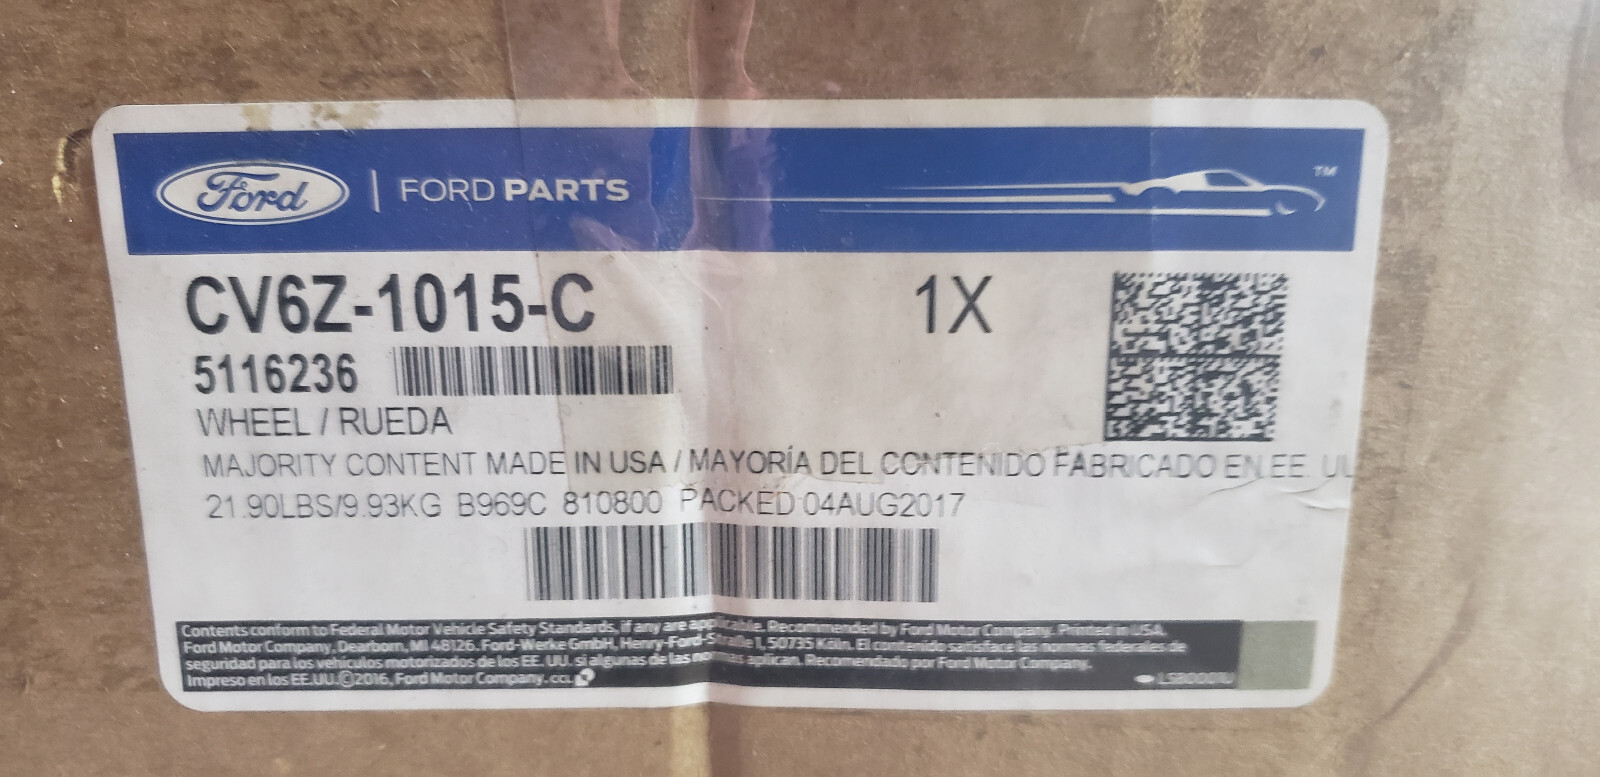 Ford | FORD PARTS
TM
CV6Z-1015-C
1X
5116236
WHEEL / RUEDA
MAJORITY CONTENT MADE IN USA / MAYORÍA DEL CONTENIDO FABRICADO EN EE. UU
21.90LBS/9.93KG B969C 810800 PACKED 04AUG2017
Contents conform to Federal Motor Vehicle Safety Standards, if any are applicable. Recommended by Ford Motor Company. Printed in U.S.A.
Ford Motor Company, Dearborn, MI 48126. Ford-Werke GmbH, Henry-Ford-Straße 1, 50735 Köln. El contenido satisface las normas federales de
seguridad para los vehículos motorizados de los EE. UU. si algunas de las normas aplican. Recomendado por Ford Motor Company.
Impreso en los EE.UU.©2016, Ford Motor Company. CCL